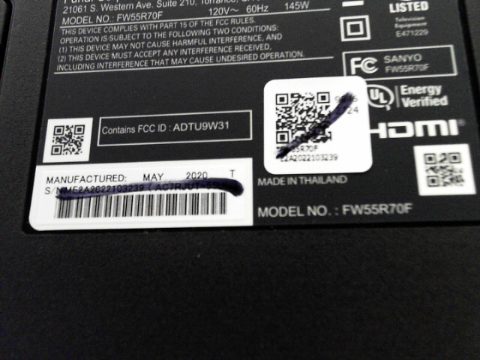 21061 S. Western Ave. Suite 210, Torrance,
MODEL NO.: FW55R70F 120V~ 60Hz 145W
THIS DEVICE COMPLIES WITH PART 15 OF THE FCC RULES.
OPERATION IS SUBJECT TO THE FOLLOWING TWO CONDITIONS:
(1) THIS DEVICE MAY NOT CAUSE HARMFUL INTERFERENCE, AND
(2) THIS DEVICE MUST ACCEPT ANY INTERFERENCE RECEIVED,
INCLUDING INTERFERENCE THAT MAY CAUSE UNDESIRED OPERATION.
LISTED
Television
Equipment
E471229
FC SANYO
FW55R70F
UL Energy
Verified
HDMI
Contains FCC ID : ADTU9W31
24
55R70F
E2A2022103239
MANUFACTURED: MAY 2020 T
S/N
MADE IN THAILAND
MODEL NO. : FW55R70F